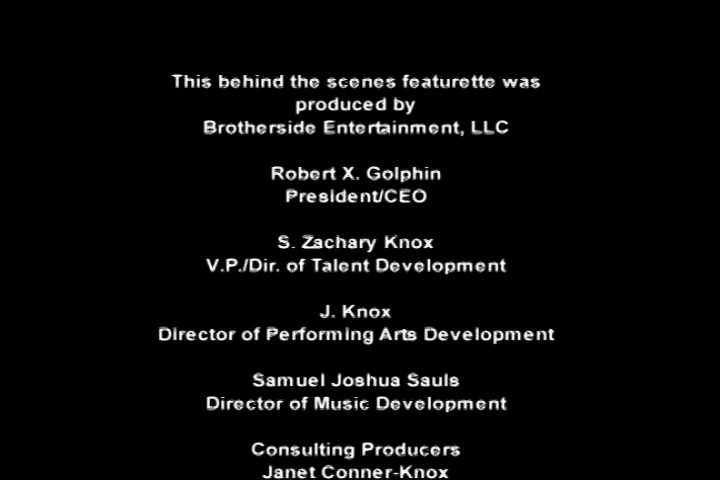 This behind the scenes featurette was
produced by
Brotherside Entertainment, LLC
Robert X. Golphin
President/CEO
S. Zachary Knox
V.P./Dir. of Talent Development
J. Knox
Director of Performing Arts Development
Samuel Joshua Sauls
Director of Music Development
Consulting Producers
Janet Conner-Knox